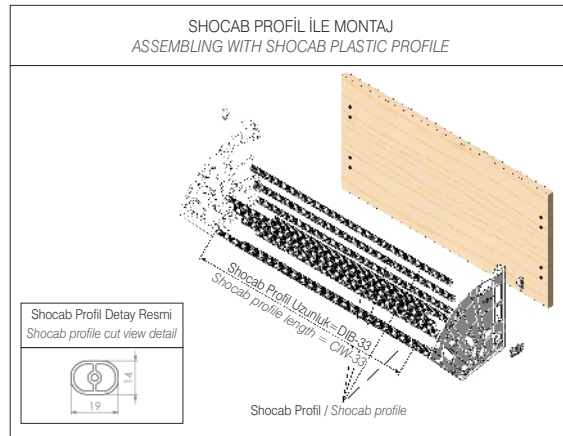 SHOCAB PROFİL İLE MONTAJ
ASSEMBLING WITH SHOCAB PLASTIC PROFILE
Shocab Profil Uzunluk=DIB-33
Shocab profile length = CIW-33
Shocab Profil Detay Resmi
Shocab profile cut view detail
14
19
Shocab Profil / Shocab profile